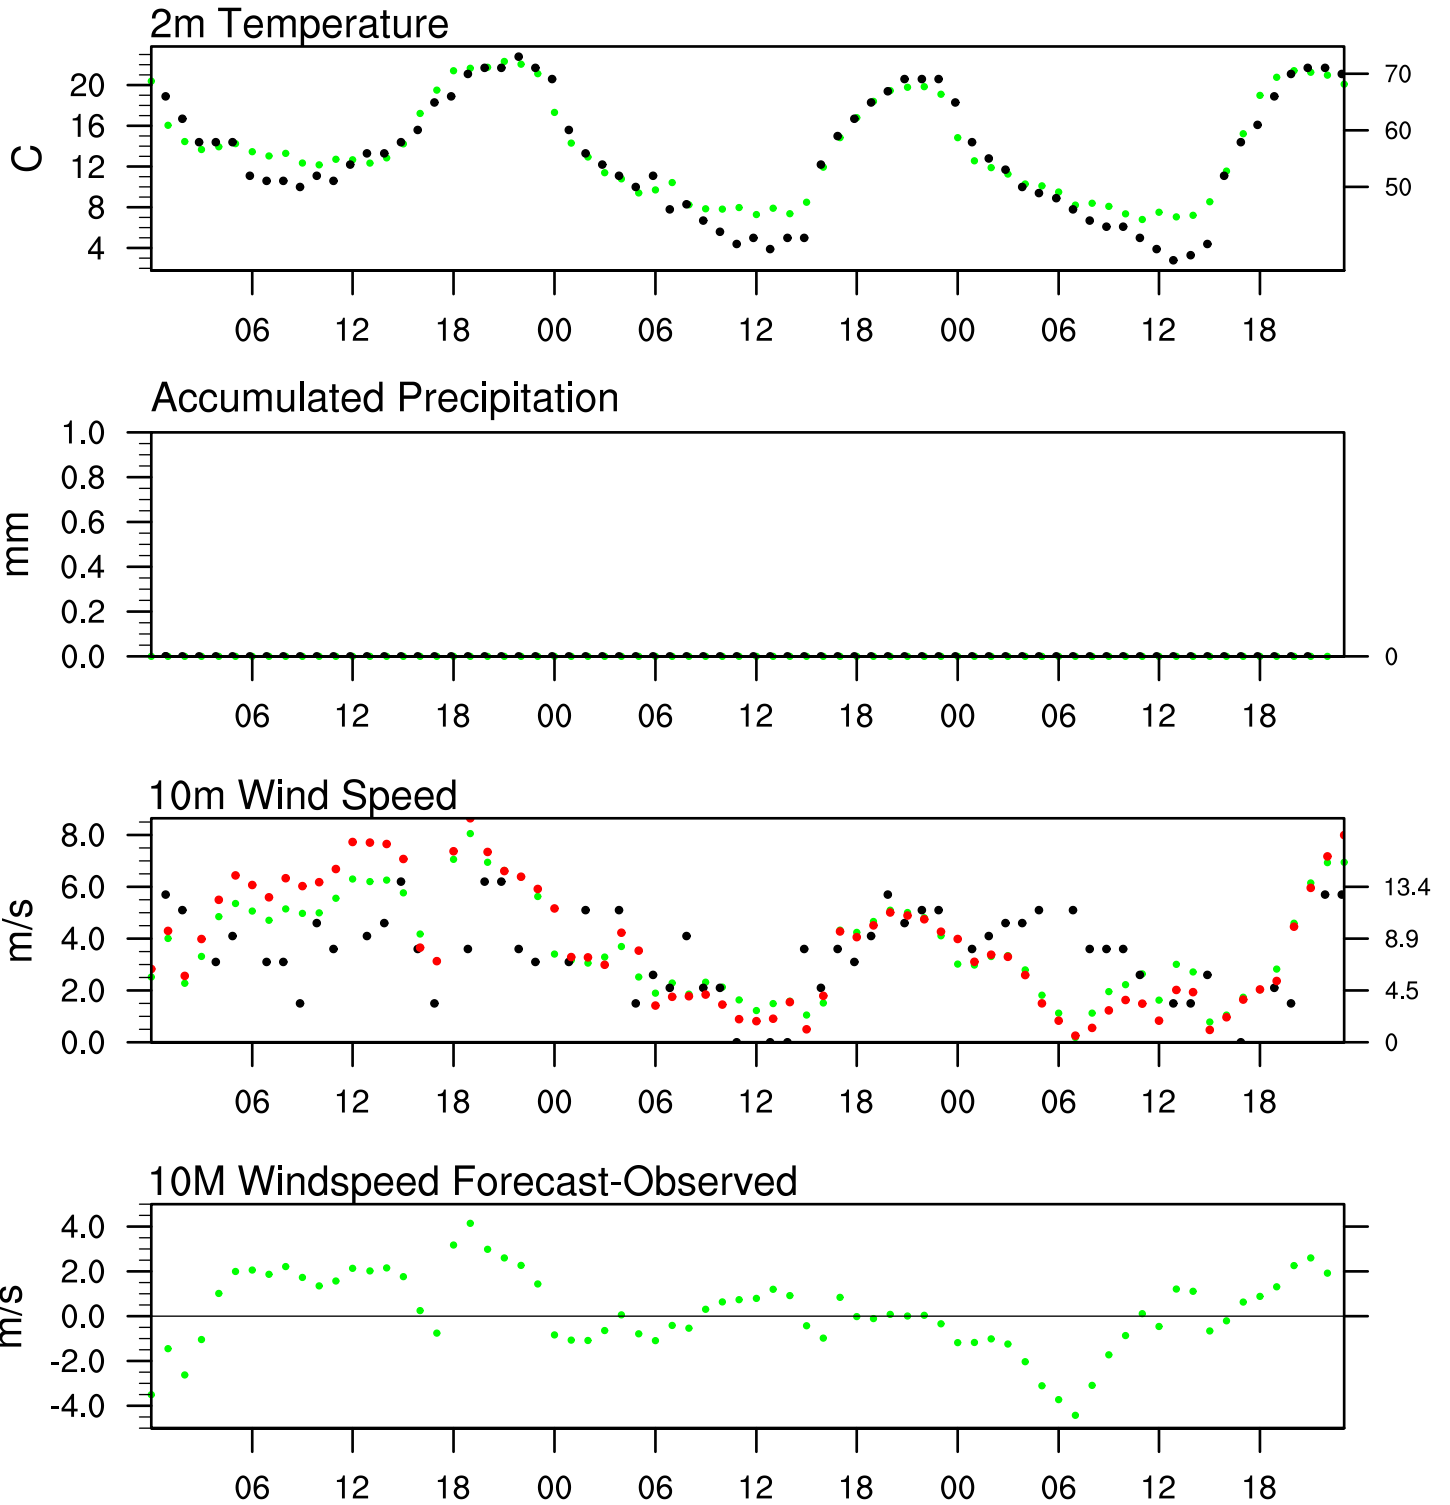 2m Temperature
20
16
12
8
4
C
70
60
50
06 12 18 00 06 12 18 00 06 12 18
Accumulated Precipitation
1.0
0.8
0.6
0.4
0.2
0.0
mm
0
06 12 18 00 06 12 18 00 06 12 18
10m Wind Speed
8.0
6.0
4.0
2.0
0.0
m/s
13.4
8.9
4.5
0
06 12 18 00 06 12 18 00 06 12 18
10M Windspeed Forecast-Observed
4.0
2.0
0.0
-2.0
-4.0
m/s
06 12 18 00 06 12 18 00 06 12 18